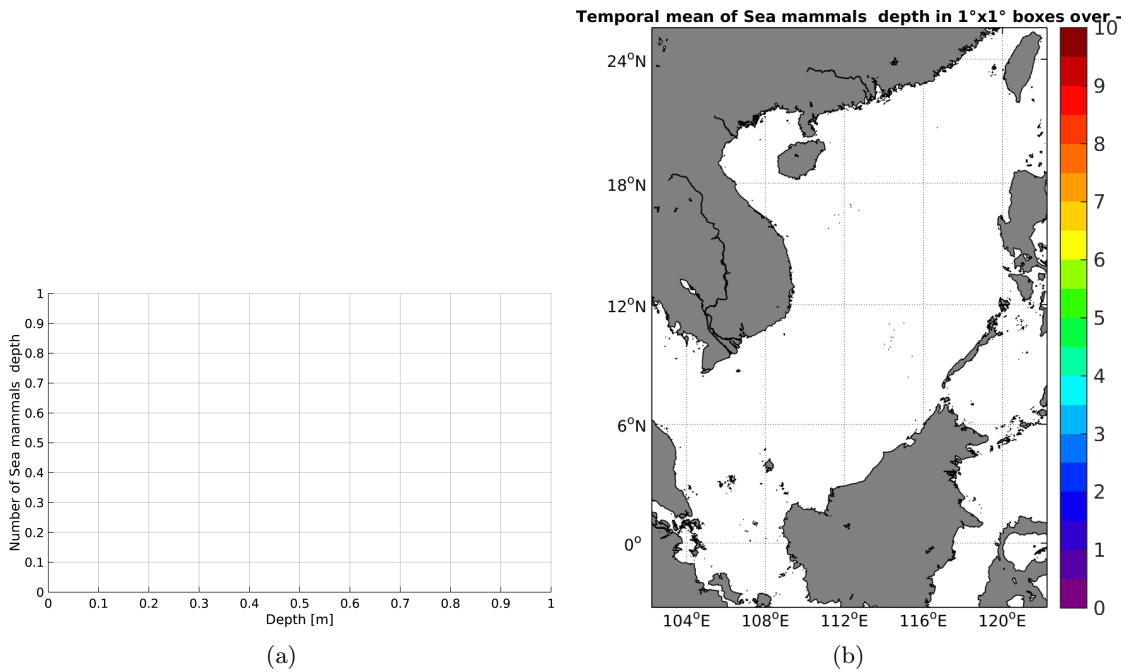 Temporal mean of Sea mammals  depth in 1°x1° boxes over -
24°N
18°N
12°N
6°N
0°
104°E 108°E 112°E 116°E 120°E
10
9
8
7
6
5
4
3
2
1
0
Number of Sea mammals  depth
1
0.9
0.8
0.7
0.6
0.5
0.4
0.3
0.2
0.1
0
0 0.1 0.2 0.3 0.4 0.5 0.6 0.7 0.8 0.9 1
Depth [m]
(a)
(b)